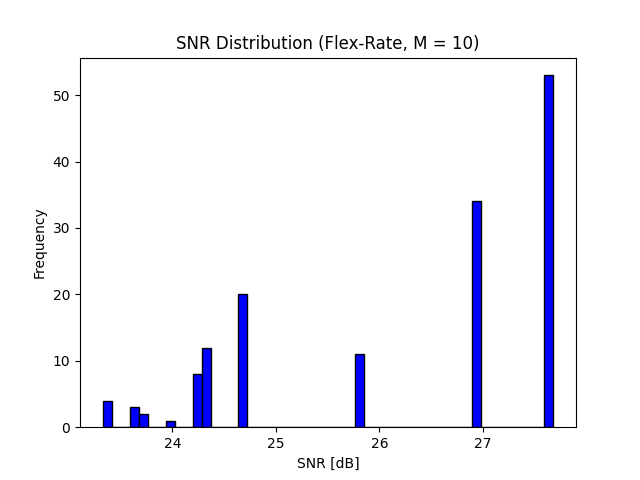 SNR Distribution (Flex-Rate, M = 10)
50
40
30
20
10
0
Frequency
24 25 26 27
SNR [dB]